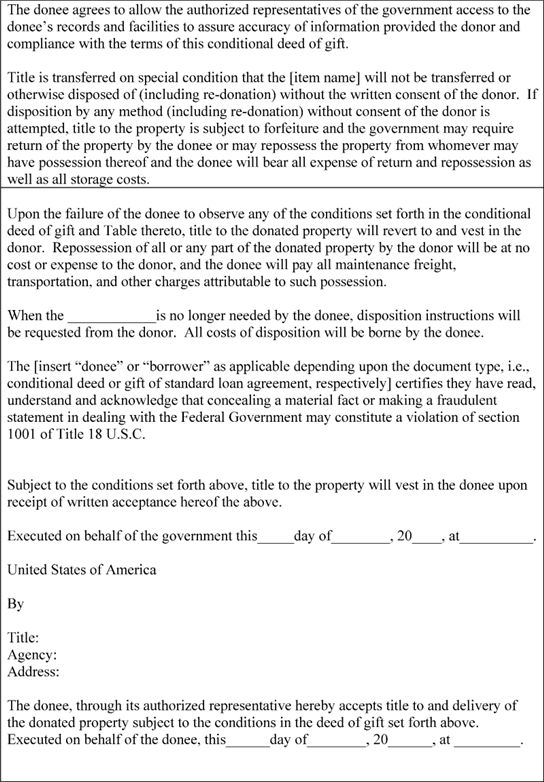 The donee agrees to allow the authorized representatives of the government access to the
donee's records and facilities to assure accuracy of information provided the donor and
compliance with the terms of this conditional deed of gift.
Title is transferred on special condition that the [item name] will not be transferred or
otherwise disposed of (including re-donation) without the written consent of the donor.  If
disposition by any method (including re-donation) without consent of the donor is
attempted, title to the property is subject to forfeiture and the government may require
return of the property by the donee or may repossess the property from whomever may
have possession thereof and the donee will bear all expense of return and repossession as
well as all storage costs.
Upon the failure of the donee to observe any of the conditions set forth in the conditional
deed of gift and Table thereto, title to the donated property will revert to and vest in the
donor.  Repossession of all or any part of the donated property by the donor will be at no
cost or expense to the donor, and the donee will pay all maintenance freight,
transportation, and other charges attributable to such possession.
When the ____________is no longer needed by the donee, disposition instructions will
be requested from the donor.  All costs of disposition will be borne by the donee.
The [insert “donee” or “borrower” as applicable depending upon the document type, i.e.,
conditional deed or gift of standard loan agreement, respectively] certifies they have read,
understand and acknowledge that concealing a material fact or making a fraudulent
statement in dealing with the Federal Government may constitute a violation of section
1001 of Title 18 U.S.C.
Subject to the conditions set forth above, title to the property will vest in the donee upon
receipt of written acceptance hereof the above.
Executed on behalf of the government this_____day of________, 20____, at__________.
United States of America
By
Title:
Agency:
Address:
The donee, through its authorized representative hereby accepts title to and delivery of
the donated property subject to the conditions in the deed of gift set forth above.
Executed on behalf of the donee, this______day of________, 20______, at _________.